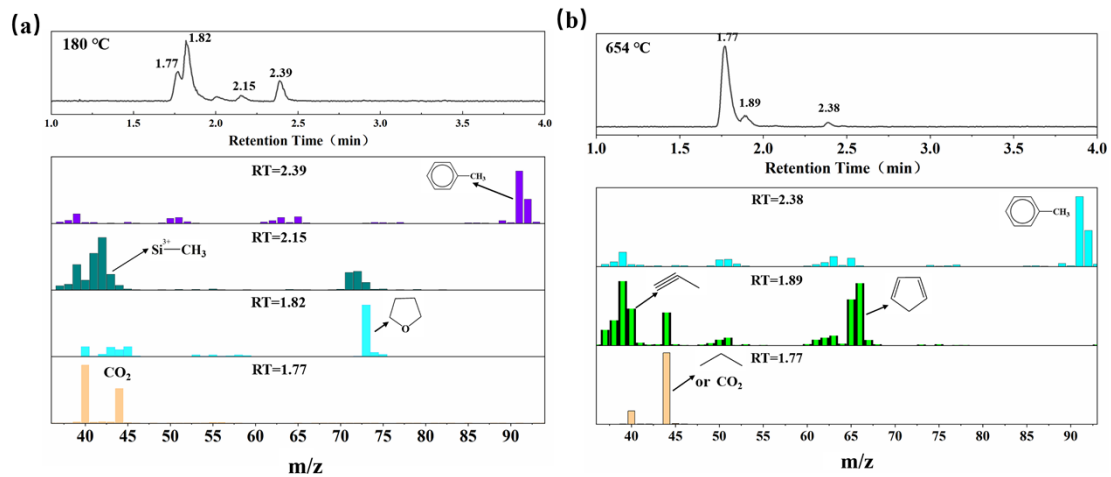 (a)
180 ℃
1.77
1.82
2.15
2.39
1.0 1.5 2.0 2.5 3.0 3.5 4.0
Retention Time（min）
RT=2.39
CH3
RT=2.15
Si3+—CH3
RT=1.82
O
RT=1.77
CO2
40 45 50 55 60 65 70 75 80 85 90
m/z
(b)
654 ℃
1.77
1.89
2.38
1.0 1.5 2.0 2.5 3.0 3.5 4.0
Retention Time（min）
RT=2.38
CH3
RT=1.89
RT=1.77
or CO2
40 45 50 55 60 65 70 75 80 85 90
m/z